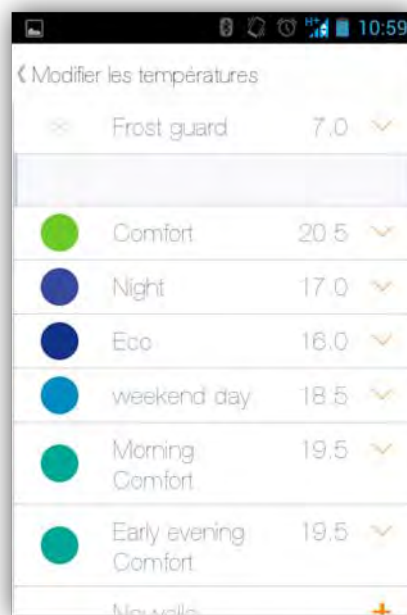 H+ 10:59
Modifier les températures
Frost guard 7.0
Comfort 20.5
Night 17.0
Eco 16.0
weekend day 18.5
Morning 19.5
Comfort
Early evening 19.5
Comfort
Nouvelle